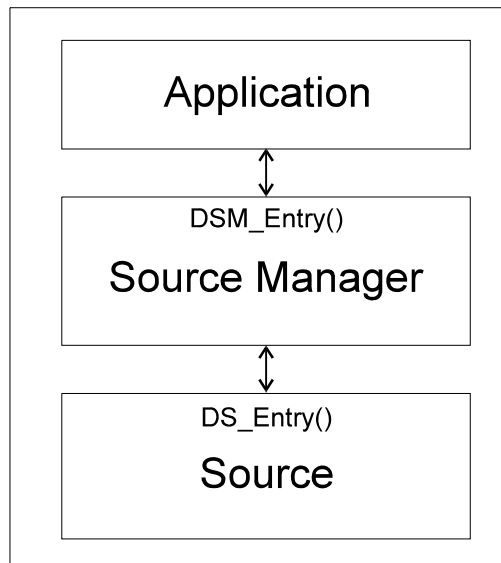 Application
DSM_Entry()
Source Manager
DS_Entry()
Source